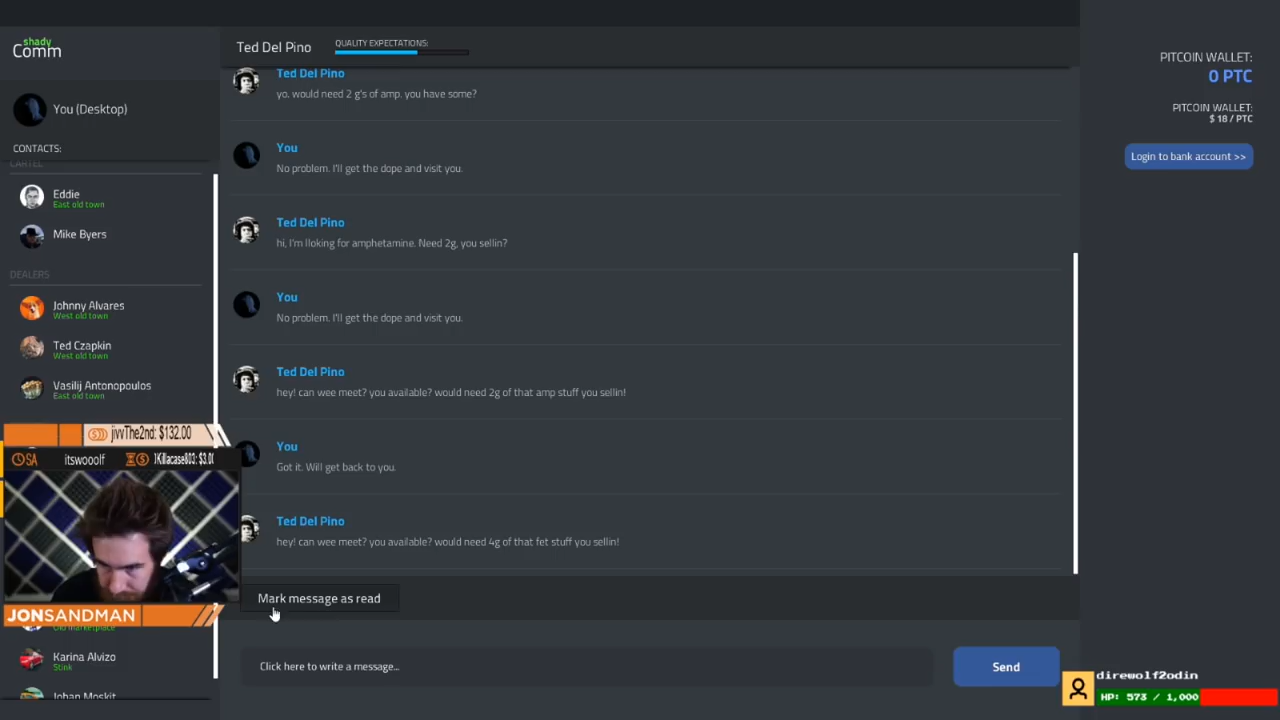 shady
Comm
You (Desktop)
CONTACTS:
CARTEL
Eddie
East old town
Mike Byers
DEALERS
Johnny Alvares
West old town
Ted Czapkin
West old town
Vasilij Antonopoulos
East old town
jivvThe2nd: $132.00
SA
itswooolf
JONSANDMAN
Old marketplace
Karina Alvizo
Stink
Johan Moskit
Ted Del Pino
QUALITY EXPECTATIONS:
Ted Del Pino
yo. would need 2 g's of amp. you have some?
You
No problem. I'll get the dope and visit you.
Ted Del Pino
hi, I'm lloking for amphetamine. Need 2g, you sellin?
You
No problem. I'll get the dope and visit you.
Ted Del Pino
hey! can wee meet? you available? would need 2g of that amp stuff you sellin!
You
Got it. Will get back to you.
Ted Del Pino
hey! can wee meet? you available? would need 4g of that fet stuff you sellin!
Mark message as read
Click here to write a message...
Send
PITCOIN WALLET:
0 PTC
PITCOIN WALLET:
$ 18 / PTC
Login to bank account >>
direwolf2odin
HP: 573 / 1,000